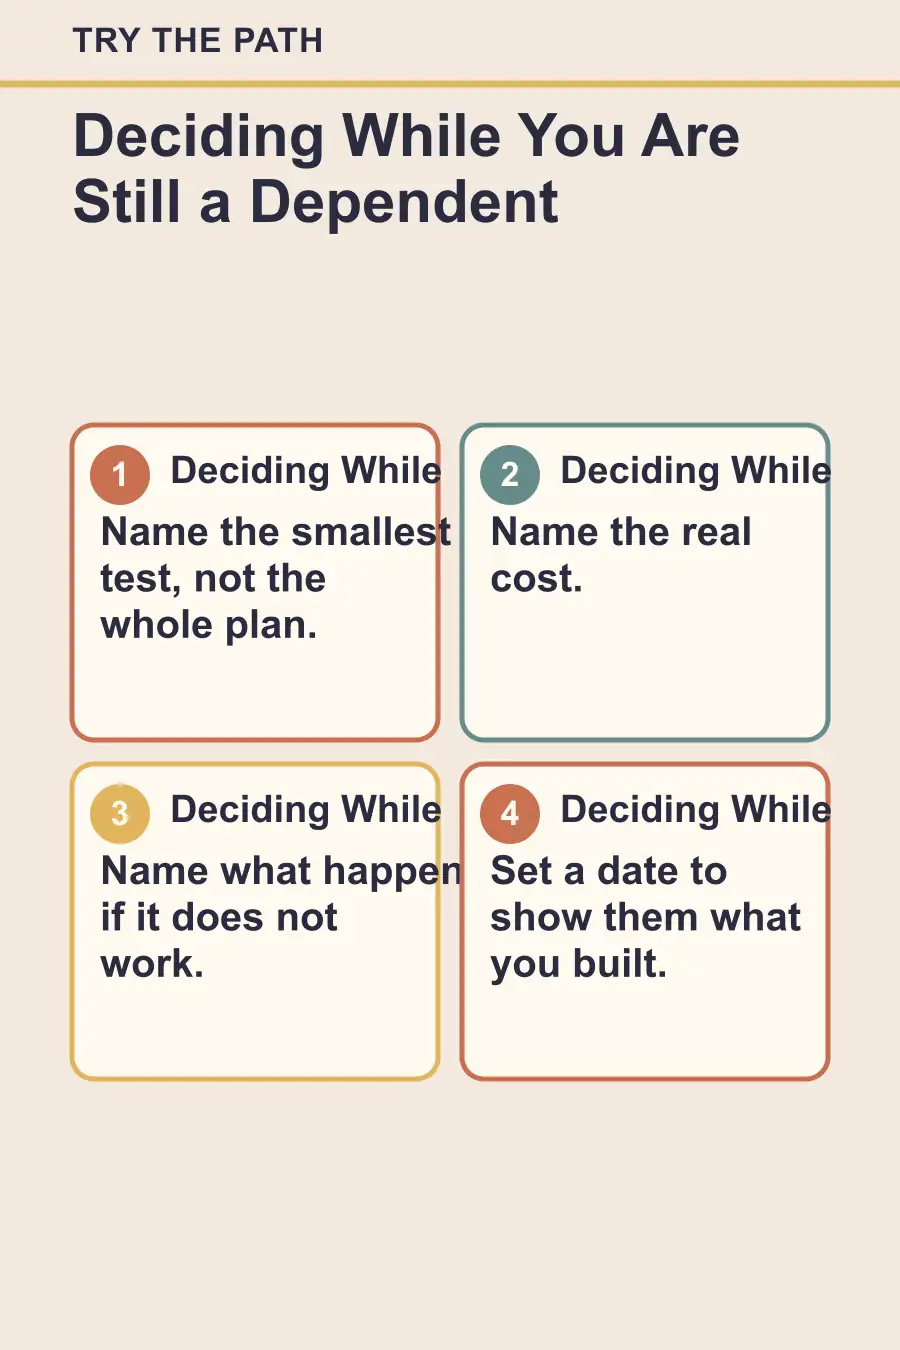 TRY THE PATH
Deciding While You Are
Still a Dependent
1
Deciding While
Name the smallest
test, not the
whole plan.
2
Deciding While
Name the real
cost.
3
Deciding While
Name what happen
if it does not
work.
4
Deciding While
Set a date to
show them what
you built.